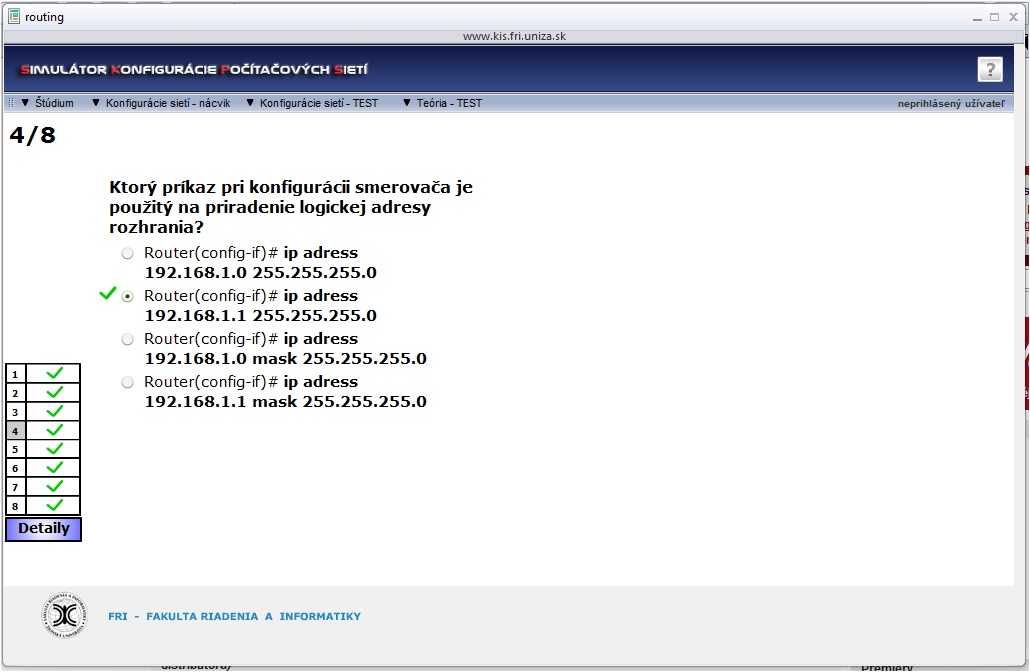 routing
www.kis.fri.uniza.sk
SIMULÁTOR KONFIGURÁCIE POČÍTAČOVÝCH SIETÍ
?
▼ Štúdium ▼ Konfigurácie sietí - nácvik ▼ Konfigurácie sietí - TEST ▼ Teória - TEST neprihlásený užívateľ
4/8
Ktorý príkaz pri konfigurácii smerovača je
použitý na priradenie logickej adresy
rozhrania?
Router(config-if)# ip adress
192.168.1.0 255.255.255.0
Router(config-if)# ip adress
192.168.1.1 255.255.255.0
Router(config-if)# ip adress
192.168.1.0 mask 255.255.255.0
Router(config-if)# ip adress
192.168.1.1 mask 255.255.255.0
1
2
3
4
5
6
7
8
Detaily
FRI - FAKULTA RIADENIA A INFORMATIKY
distributora)
Premiéry